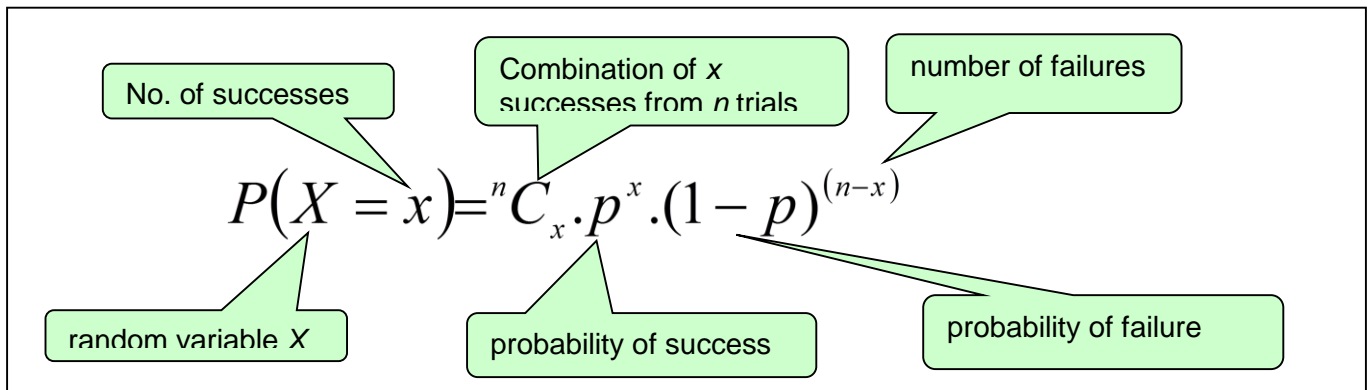 No. of successes
Combination of x
successes from n trials
number of failures
P(X = x)=ⁿCₓ.pˣ.(1 − p)⁽ⁿ⁻ˣ⁾
random variable X
probability of success
probability of failure